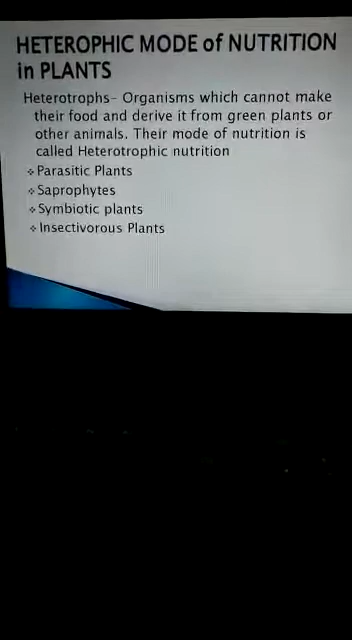 HETEROPHIC MODE of NUTRITION
in PLANTS
Heterotrophs- Organisms which cannot make
their food and derive it from green plants or
other animals. Their mode of nutrition is
called Heterotrophic nutrition
❖ Parasitic Plants
❖ Saprophytes
❖ Symbiotic plants
❖ Insectivorous Plants